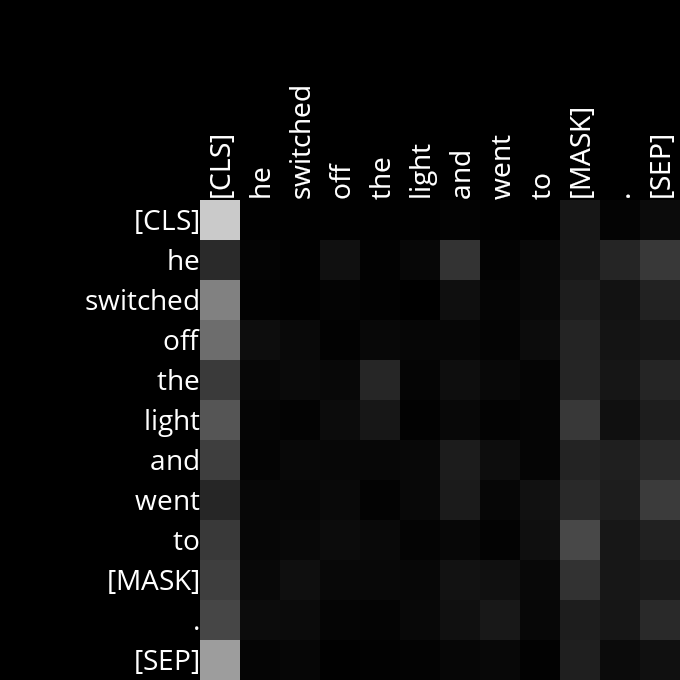 [CLS] he switched off the light and went to [MASK] . [SEP]
[CLS]
he
switched
off
the
light
and
went
to
[MASK]
.
[SEP]